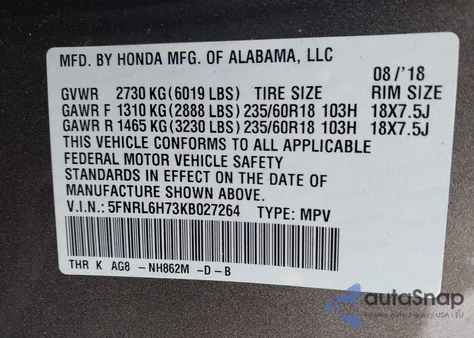 MFD. BY HONDA MFG. OF ALABAMA, LLC
08/'18
GVWR 2730 KG(6019 LBS) TIRE SIZE RIM SIZE
GAWR F 1310 KG(2888 LBS) 235/60R18 103H 18X7.5J
GAWR R 1465 KG(3230 LBS) 235/60R18 103H 18X7.5J
THIS VEHICLE CONFORMS TO ALL APPLICABLE
FEDERAL MOTOR VEHICLE SAFETY
STANDARDS IN EFFECT ON THE DATE OF
MANUFACTURE SHOWN ABOVE.
V.I.N.: 5FNRL6H73KB027264 TYPE: MPV
THR K AG8 -NH862M -D-B
autoSnap